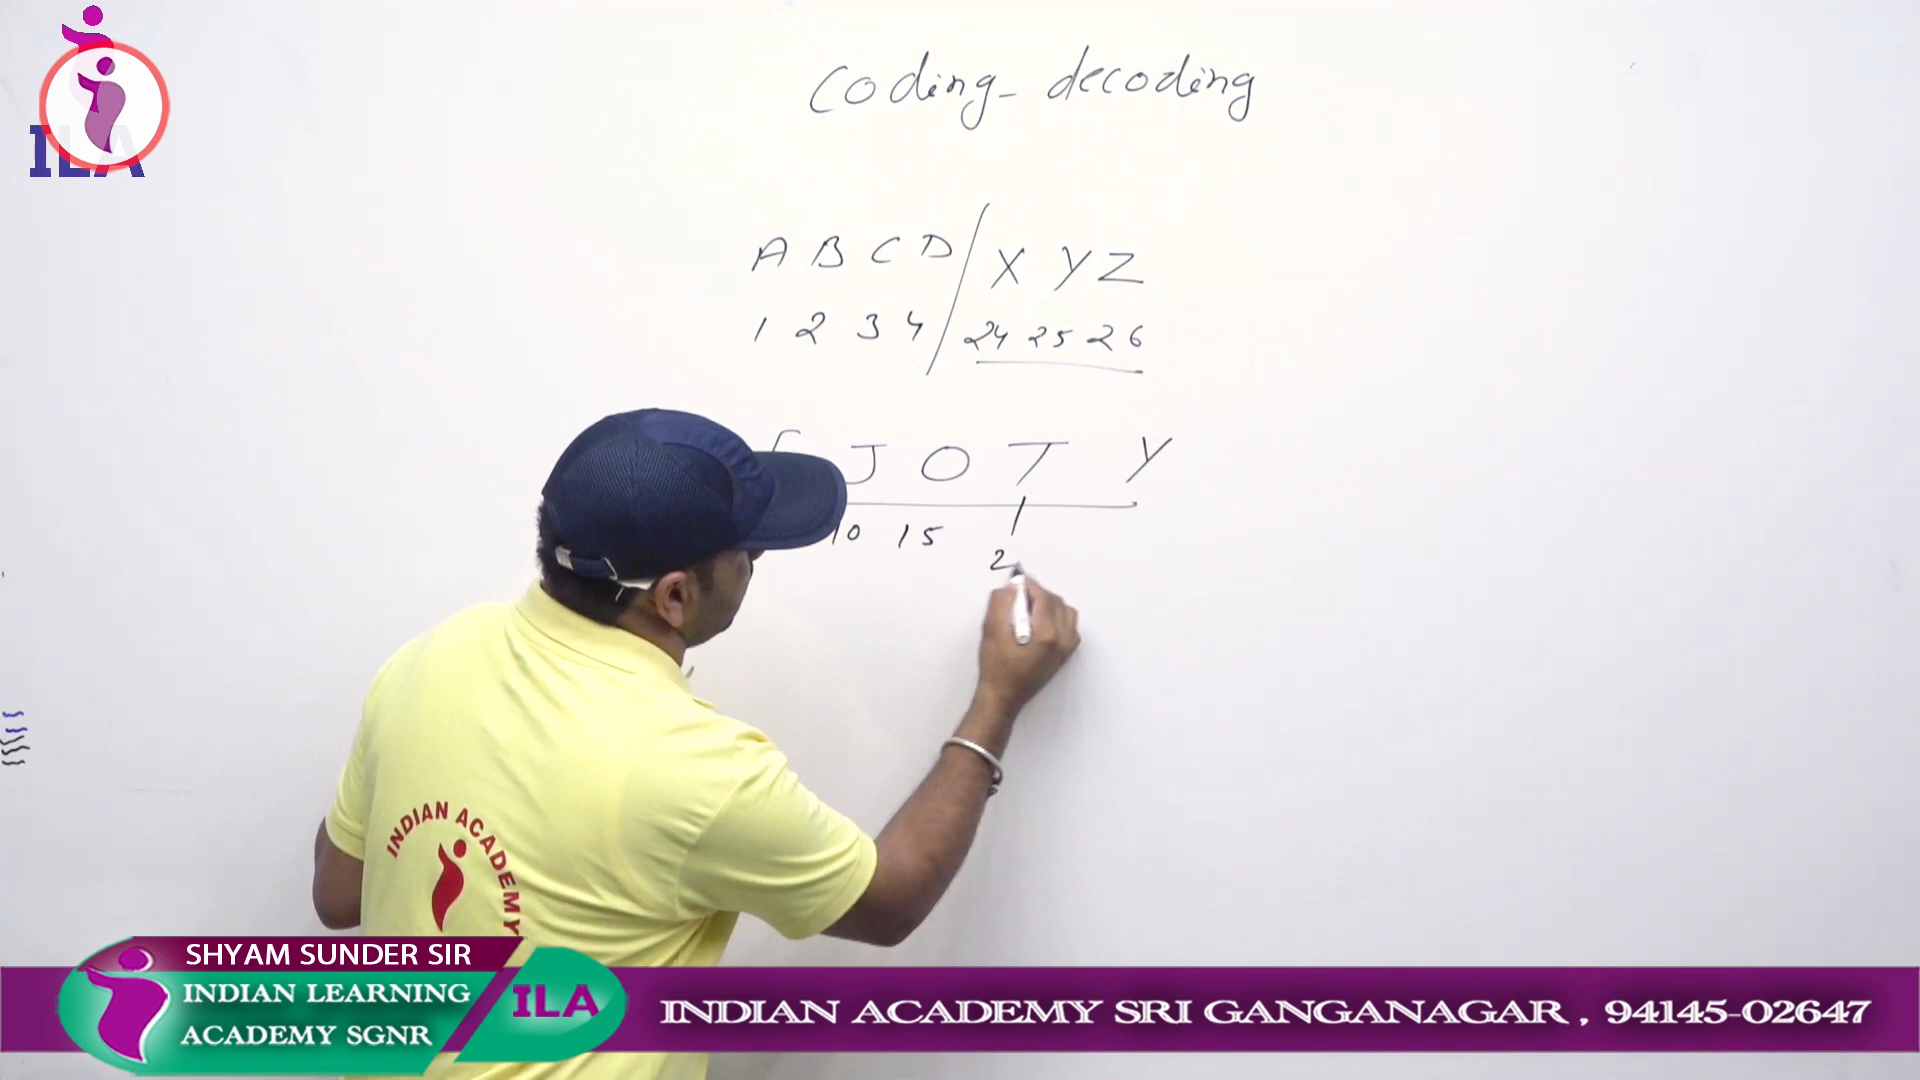 coding - decoding
A B C D / X Y Z
1 2 3 4 / 24 25 26
J O T Y
10 15
2
INDIAN ACADEMY
ILA
SHYAM SUNDER SIR
INDIAN LEARNING
ACADEMY SGNR
ILA
INDIAN ACADEMY SRI GANGANAGAR , 94145-02647